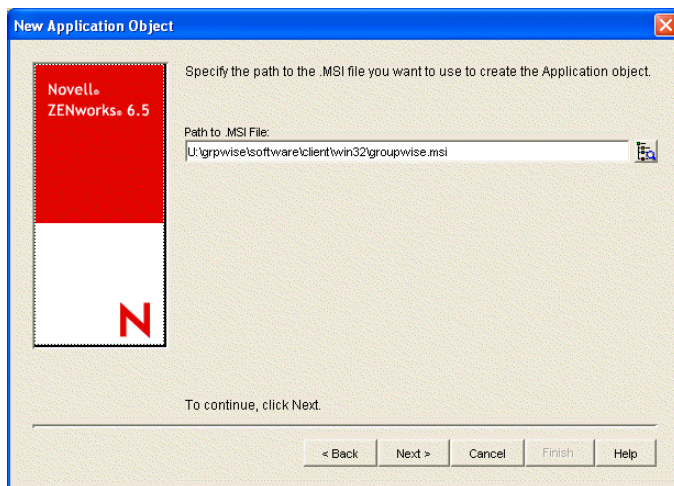 New Application Object
Novell®
ZENworks® 6.5
N
Specify the path to the .MSI file you want to use to create the Application object.
Path to .MSI File:
U:\grpwise\software\client\win32\groupwise.msi
To continue, click Next.
< Back
Next >
Cancel
Finish
Help